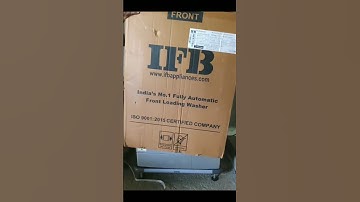 FRONT
IFB
www.ifbappliances.com
India's No.1 Fully Automatic
Front Loading Washer
ISO 9001:2015 CERTIFIED COMPANY